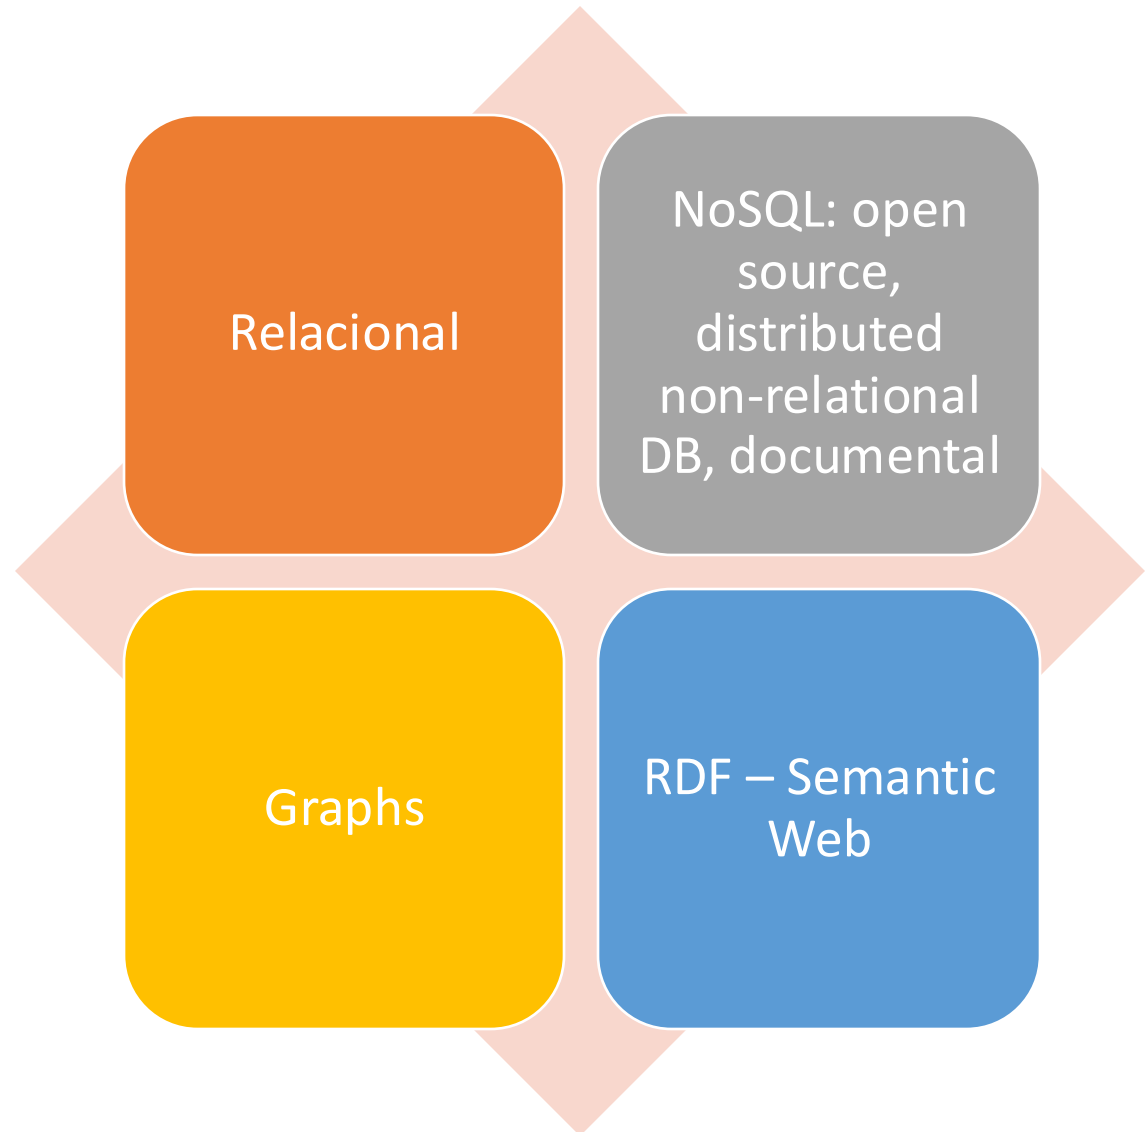 Relacional
NoSQL: open
source,
distributed
non-relational
DB, documental
Graphs
RDF – Semantic
Web